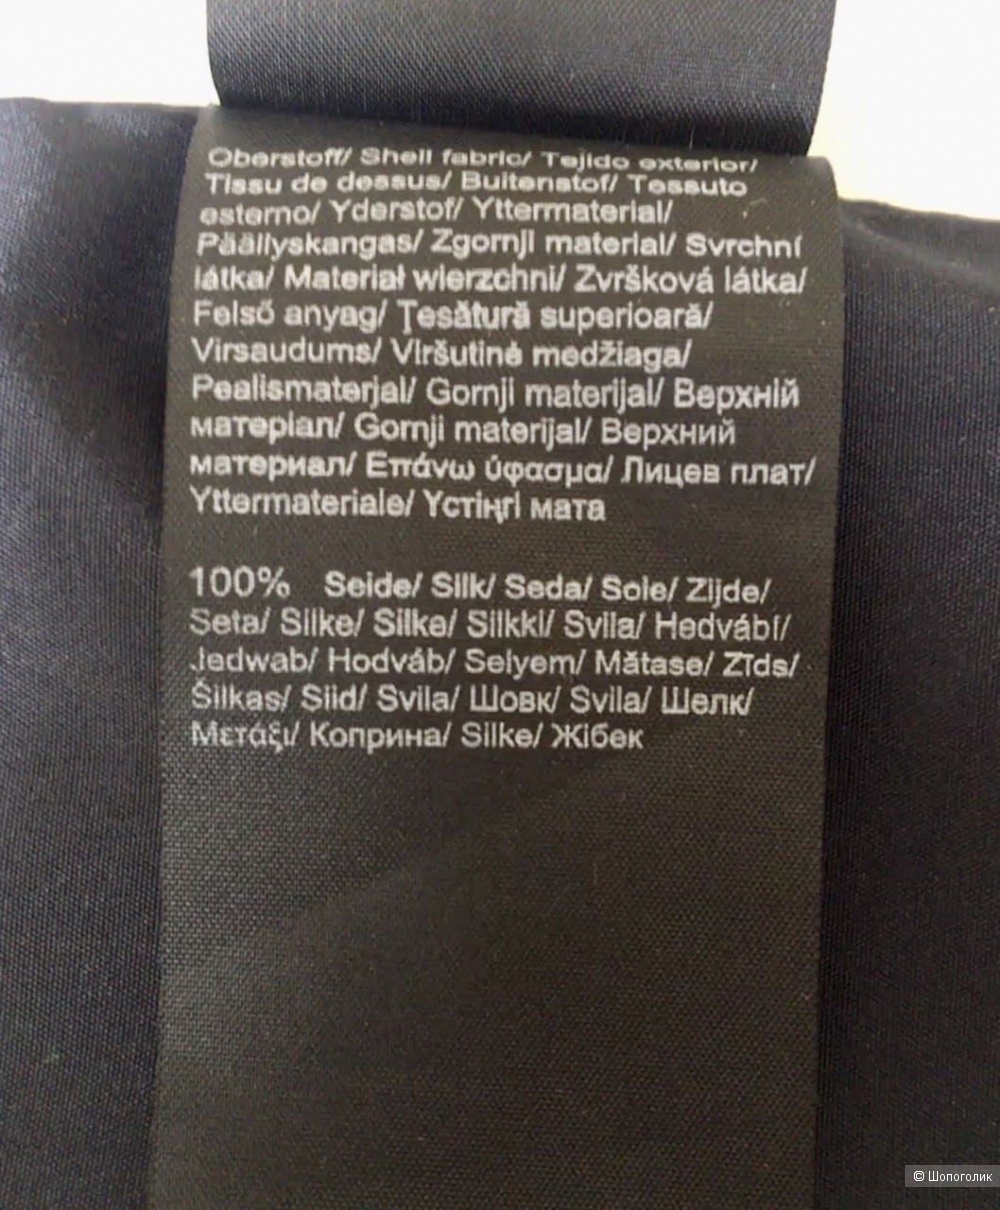 Oberstoff/ Shell fabric/ Tejido exterior/
Tissu de dessus/ Buitenstof/ Tessuto
esterno/ Yderstof/ Yttermaterial/
Päällyskangas/ Zgornji material/ Svrchní
látka/ Materiał wierzchni/ Zvršková látka/
Felső anyag/ Ţesătură superioară/
Virsaudums/ Viršutinė medžiaga/
Pealismaterjal/ Gornji materijal/ Верхній
матеріал/ Gornji materijal/ Верхний
материал/ Επάνω ύφασμα/ Лицев плат/
Yttermateriale/ Үстіңгі мата
100% Seide/ Silk/ Seda/ Soie/ Zijde/
Seta/ Silke/ Silke/ Silkki/ Svila/ Hedvábí/
Jedwab/ Hodváb/ Selyem/ Mătase/ Zīds/
Šilkas/ Siid/ Svila/ Шовк/ Svila/ Шелк/
Μετάξι/ Коприна/ Silke/ Жібек
© Шопоголик